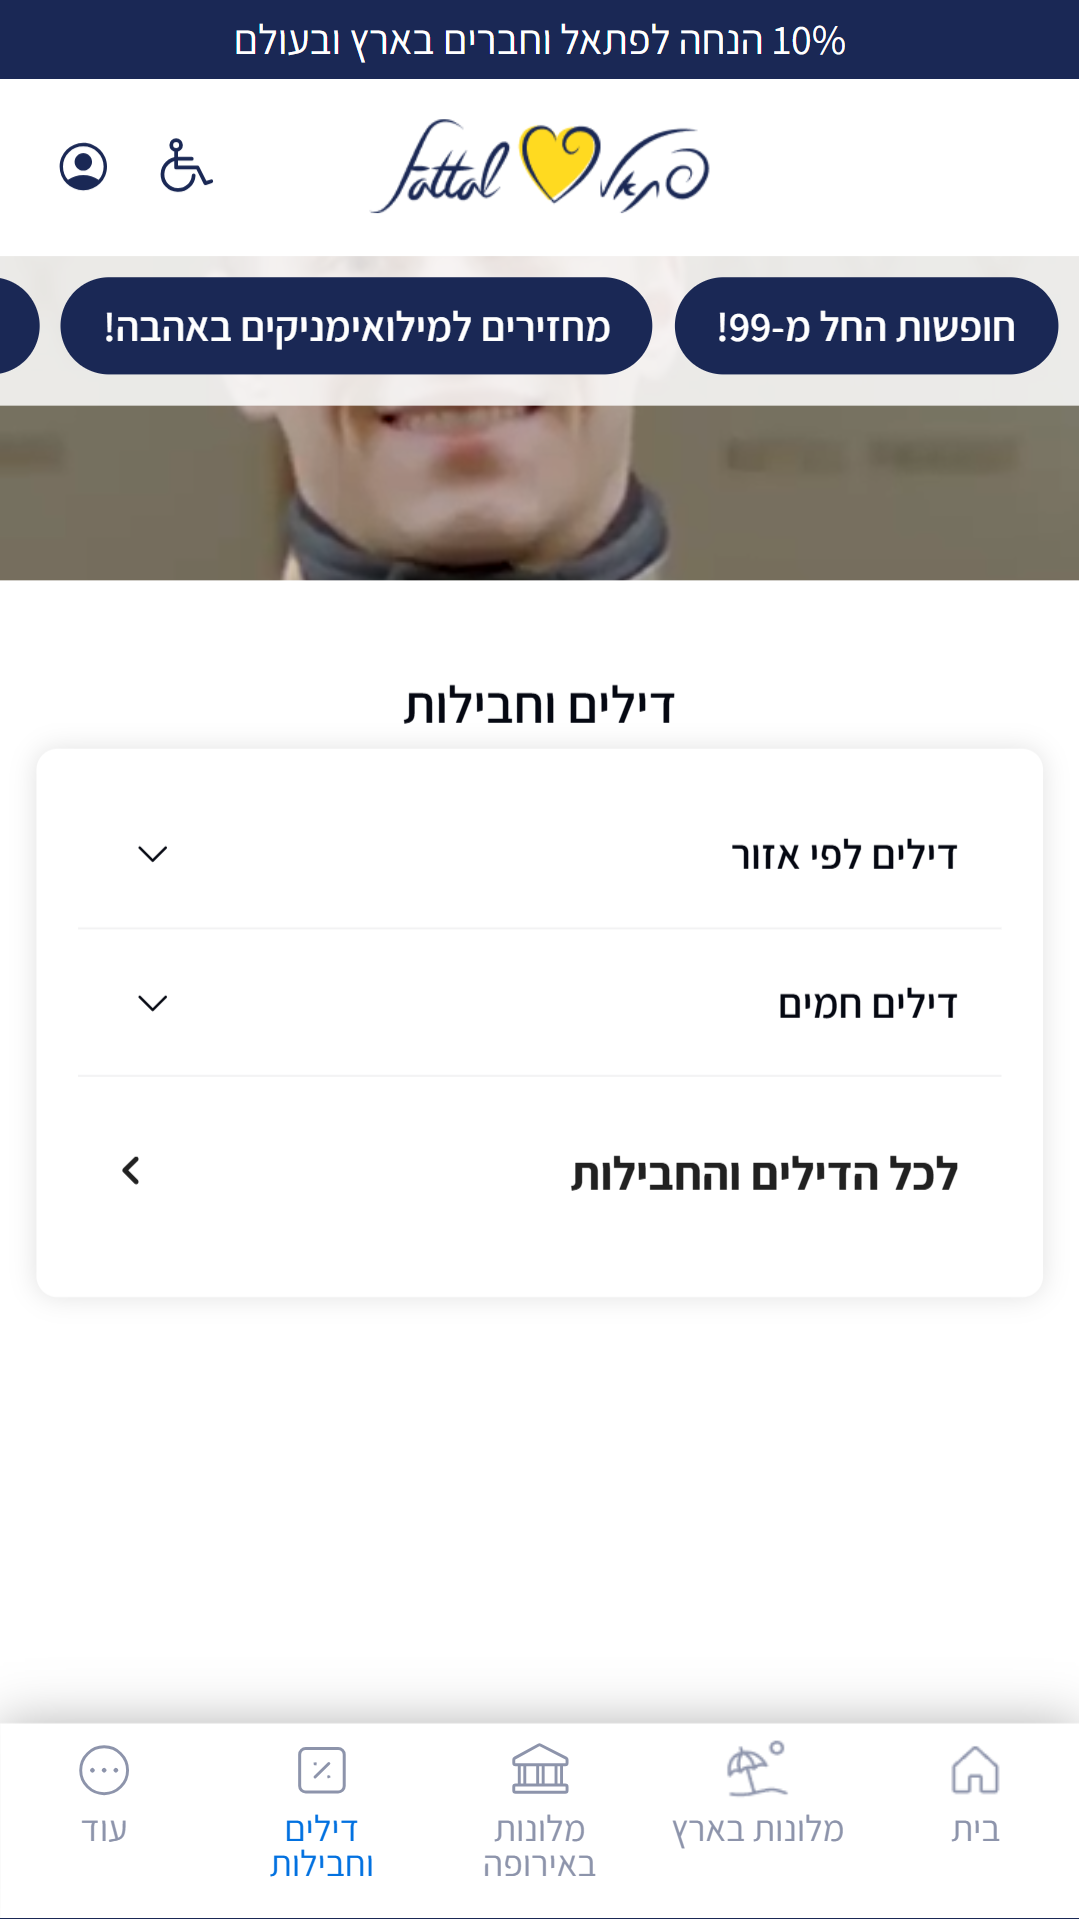 10% הנחה לפתאל וחברים בארץ ובעולם
fattal פתאל
חופשות החל מ-99!
מחזירים למילואימניקים באהבה!
דילים וחבילות
דילים לפי אזור
דילים חמים
לכל הדילים והחבילות
בית
מלונות בארץ
מלונות
באירופה
דילים
וחבילות
עוד